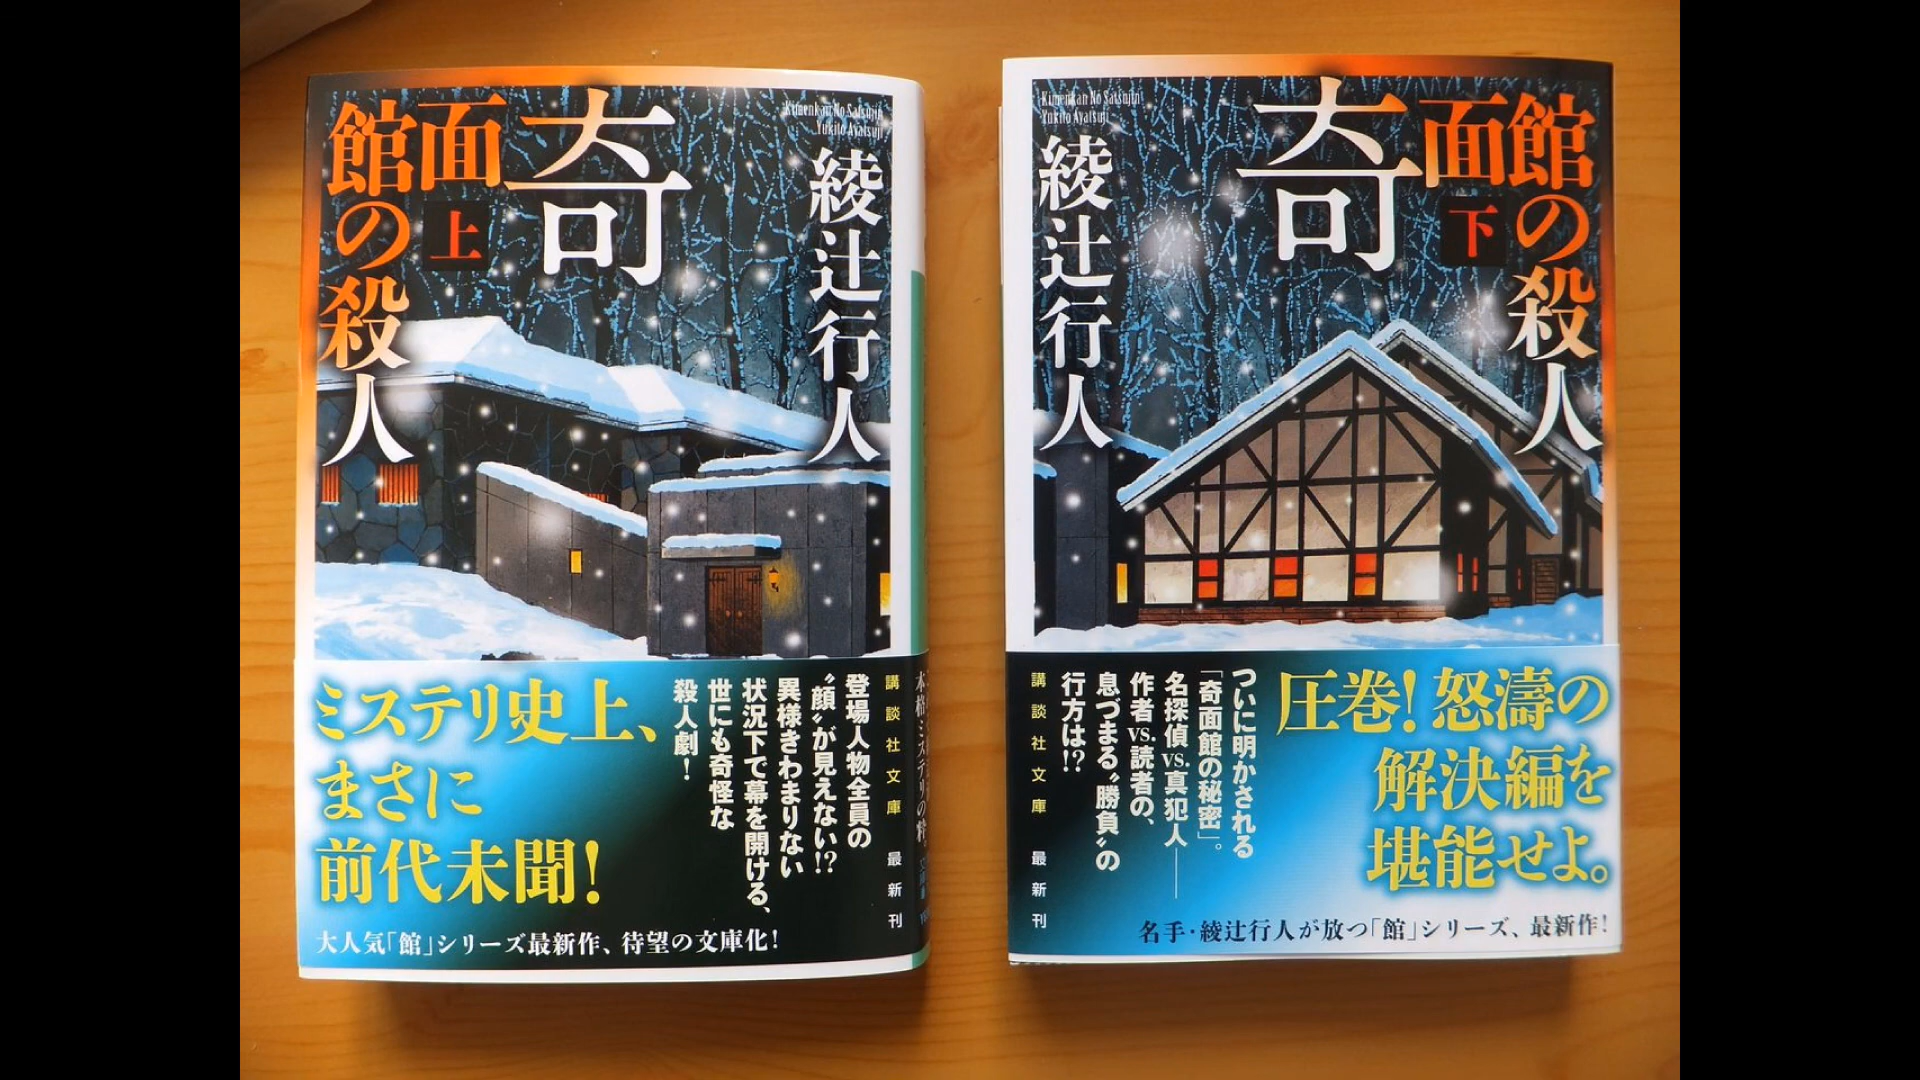 奇
面
館の殺人
上
Kimenkan No Satsujin
Yukito Ayatsuji
綾辻行人
ミステリ史上、
まさに
前代未聞!
登場人物全員の
〝顔〟が見えない!?
異様きわまりない
状況下で幕を開ける、
世にも奇怪な
殺人劇!
大人気「館」シリーズ最新作、待望の文庫化!
講談社文庫 最新刊
本格ミステリの粋。
奇
面
館の殺人
下
Kimenkan No Satsujin
Yukito Ayatsuji
綾辻行人
圧巻! 怒濤の
解決編を
堪能せよ。
ついに明かされる
「奇面館の秘密」。
名探偵vs.真犯人――
作者vs.読者の、
息づまる〝勝負〟の
行方は!?
名手・綾辻行人が放つ「館」シリーズ、最新作!
講談社文庫 最新刊